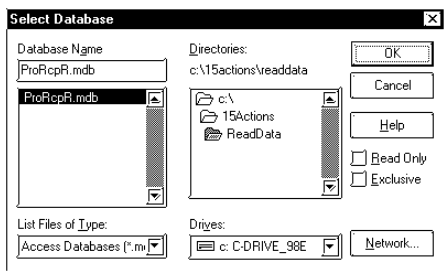 Select Database
Database Name
ProRcpR.mdb
ProRcpR.mdb
List Files of Type:
Access Databases (*.m
Directories:
c:\15actions\readdata
c:\
15Actions
ReadData
Drives:
c: C-DRIVE_98E
OK
Cancel
Help
Read Only
Exclusive
Network...